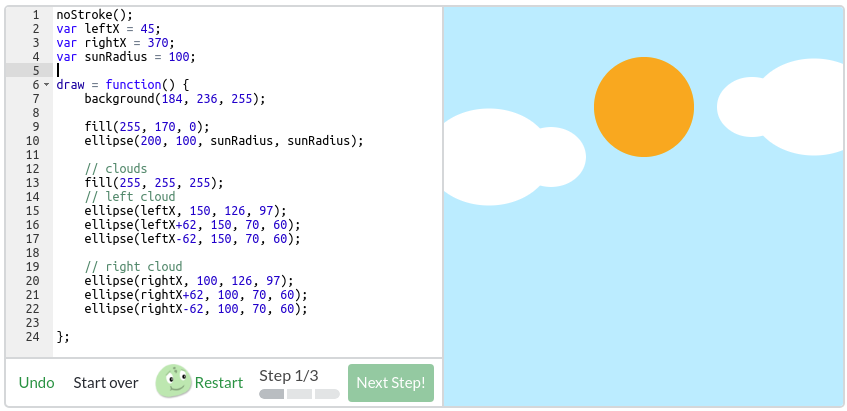 1 noStroke();
2 var leftX = 45;
3 var rightX = 370;
4 var sunRadius = 100;
5
6 draw = function() {
7 background(184, 236, 255);
8
9 fill(255, 170, 0);
10 ellipse(200, 100, sunRadius, sunRadius);
11
12 // clouds
13 fill(255, 255, 255);
14 // left cloud
15 ellipse(leftX, 150, 126, 97);
16 ellipse(leftX+62, 150, 70, 60);
17 ellipse(leftX-62, 150, 70, 60);
18
19 // right cloud
20 ellipse(rightX, 100, 126, 97);
21 ellipse(rightX+62, 100, 70, 60);
22 ellipse(rightX-62, 100, 70, 60);
23
24 };
Undo Start over Restart Step 1/3 Next Step!